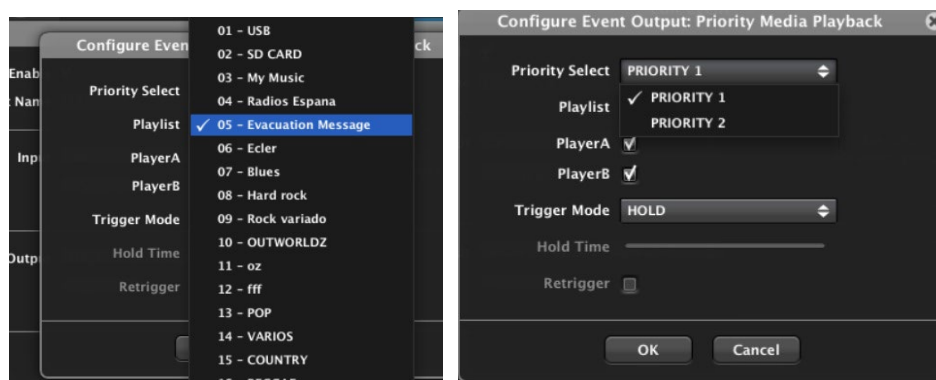 01 - USB
02 - SD CARD
03 - My Music
04 - Radios Espana
✓ 05 - Evacuation Message
06 - Ecler
07 - Blues
08 - Hard rock
09 - Rock variado
10 - OUTWORLDZ
11 - oz
12 - fff
13 - POP
14 - VARIOS
15 - COUNTRY
Configure Even
ck
Enab
Nan
Inp
Outp
Priority Select
Playlist
PlayerA
PlayerB
Trigger Mode
Hold Time
Retrigger
Configure Event Output: Priority Media Playback
Priority Select PRIORITY 1
✓ PRIORITY 1
PRIORITY 2
Playlist
PlayerA
PlayerB
Trigger Mode HOLD
Hold Time
Retrigger
OK Cancel